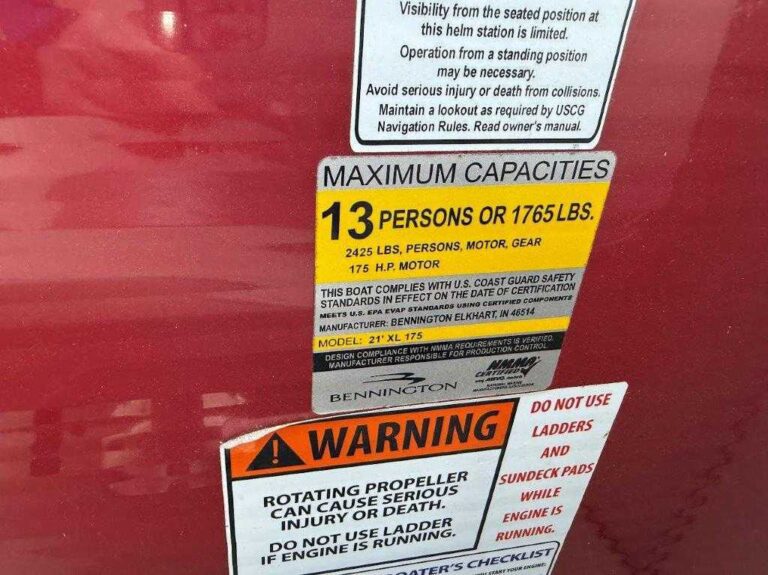 Visibility from the seated position at
this helm station is limited.
Operation from a standing position
may be necessary.
Avoid serious injury or death from collisions.
Maintain a lookout as required by USCG
Navigation Rules. Read owner's manual.
MAXIMUM CAPACITIES
13 PERSONS OR 1765 LBS.
2425 LBS, PERSONS, MOTOR, GEAR
175 H.P. MOTOR
THIS BOAT COMPLIES WITH U.S. COAST GUARD SAFETY
STANDARDS IN EFFECT ON THE DATE OF CERTIFICATION
MEETS U.S. EPA EVAP STANDARDS USING CERTIFIED COMPONENTS
MANUFACTURER: BENNINGTON ELKHART, IN 46514
MODEL: 21' XL 175
DESIGN COMPLIANCE WITH NMMA REQUIREMENTS IS VERIFIED.
MANUFACTURER RESPONSIBLE FOR PRODUCTION CONTROL
BENNINGTON
NMMA
CERTIFIED
WARNING
ROTATING PROPELLER
CAN CAUSE SERIOUS
INJURY OR DEATH.
DO NOT USE LADDER
IF ENGINE IS RUNNING.
DO NOT USE
LADDERS
AND
SUNDECK PADS
WHILE
ENGINE IS
RUNNING.
CHECKLIST
START YOUR ENGINE: